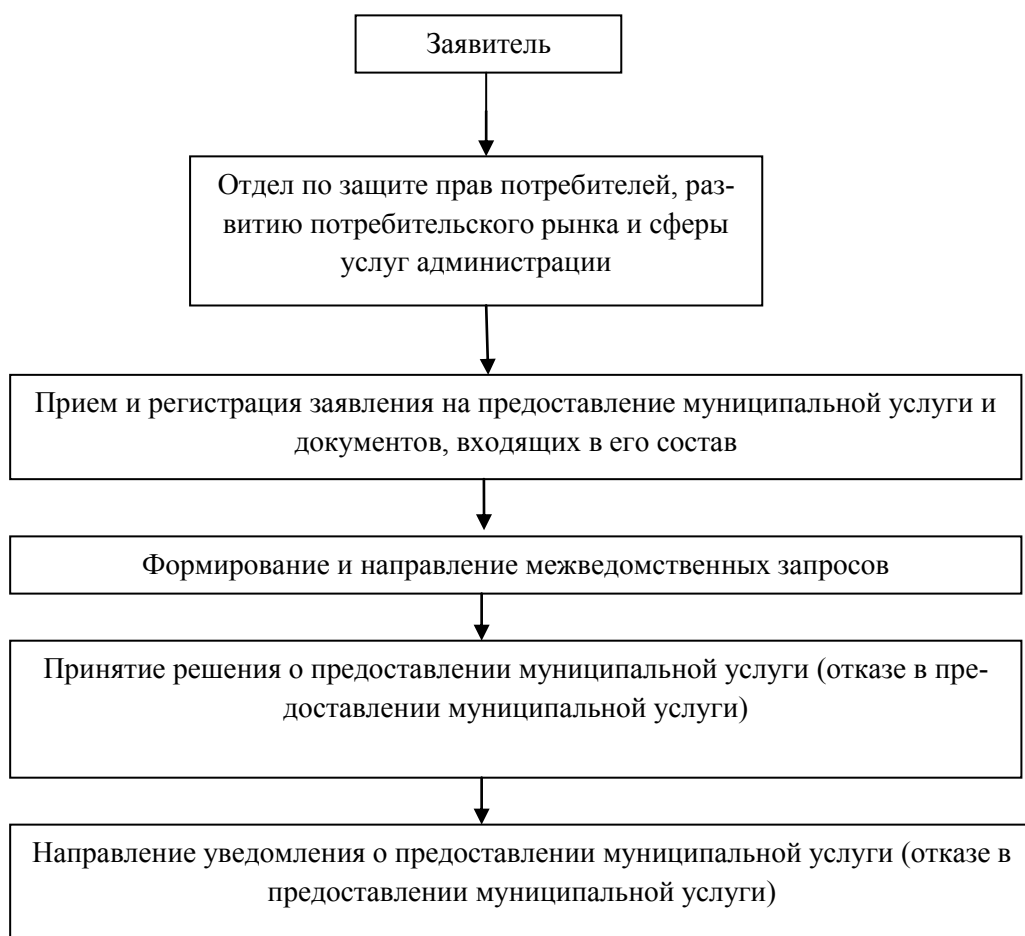 Заявитель
Отдел по защите прав потребителей, раз-
витию потребительского рынка и сферы
услуг администрации
Прием и регистрация заявления на предоставление муниципальной услуги и
документов, входящих в его состав
Формирование и направление межведомственных запросов
Принятие решения о предоставлении муниципальной услуги (отказе в пре-
доставлении муниципальной услуги)
Направление уведомления о предоставлении муниципальной услуги (отказе в
предоставлении муниципальной услуги)